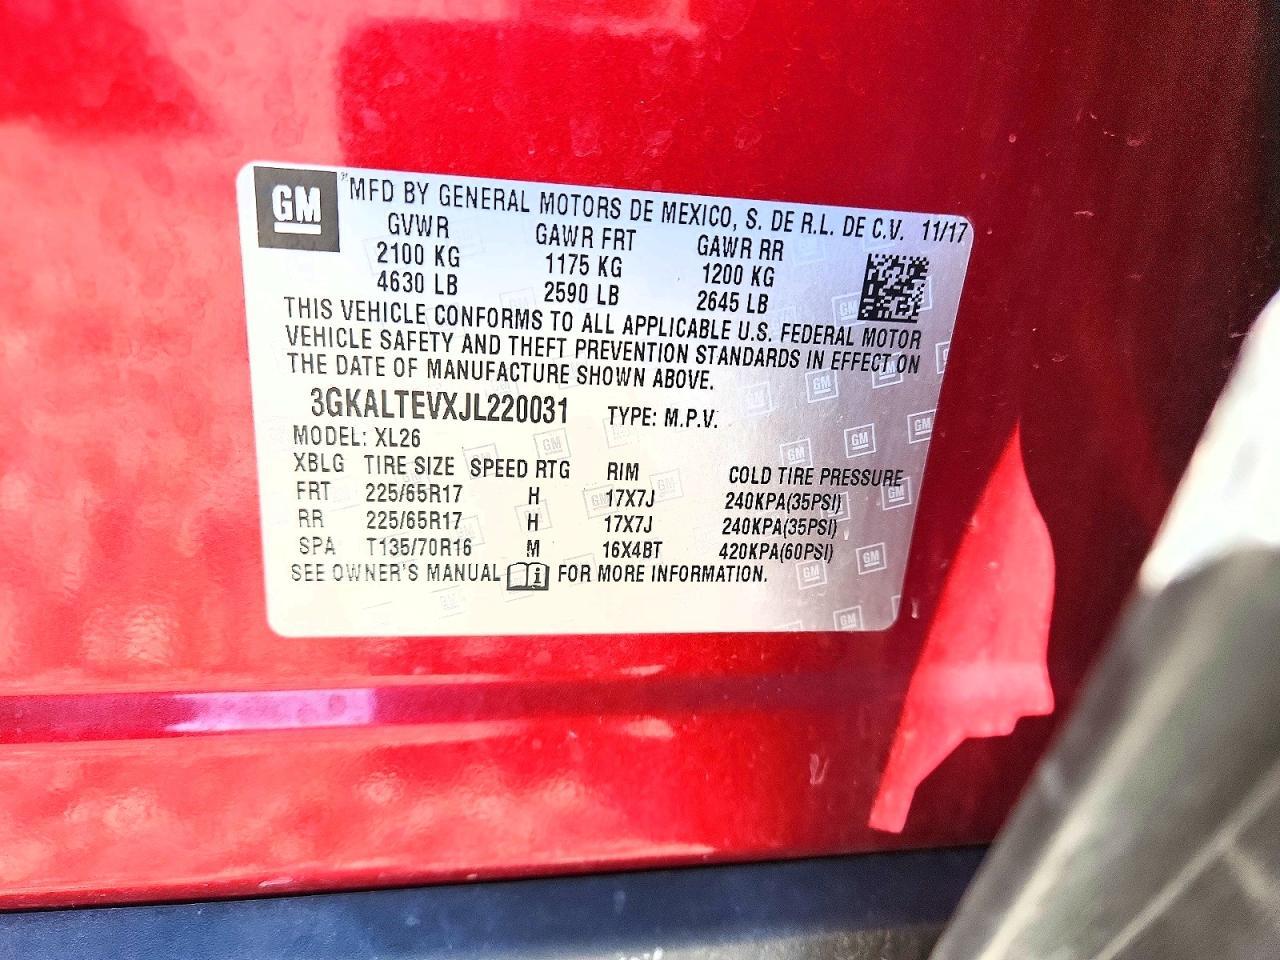 GM ® MFD BY GENERAL MOTORS DE MEXICO, S. DE R.L. DE C.V. 11/17
GVWR GAWR FRT GAWR RR
2100 KG 1175 KG 1200 KG
4630 LB 2590 LB 2645 LB
THIS VEHICLE CONFORMS TO ALL APPLICABLE U.S. FEDERAL MOTOR
VEHICLE SAFETY AND THEFT PREVENTION STANDARDS IN EFFECT ON
THE DATE OF MANUFACTURE SHOWN ABOVE.
3GKALTEVXJL220031 TYPE: M.P.V.
MODEL: XL26
XBLG TIRE SIZE SPEED RTG RIM COLD TIRE PRESSURE
FRT 225/65R17 H 17X7J 240KPA(35PSI)
RR 225/65R17 H 17X7J 240KPA(35PSI)
SPA T135/70R16 M 16X4BT 420KPA(60PSI)
SEE OWNER'S MANUAL FOR MORE INFORMATION.